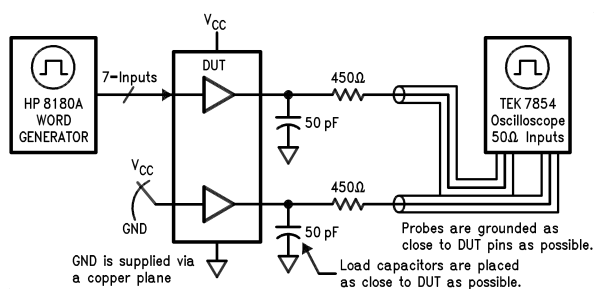 V_CC
DUT
7-Inputs
HP 8180A
WORD
GENERATOR
450Ω
TEK 7854
Oscilloscope
50Ω Inputs
50 pF
V_CC
GND
450Ω
50 pF
Probes are grounded as
close to DUT pins as possible.
GND is supplied via
a copper plane
Load capacitors are placed
as close to DUT as possible.